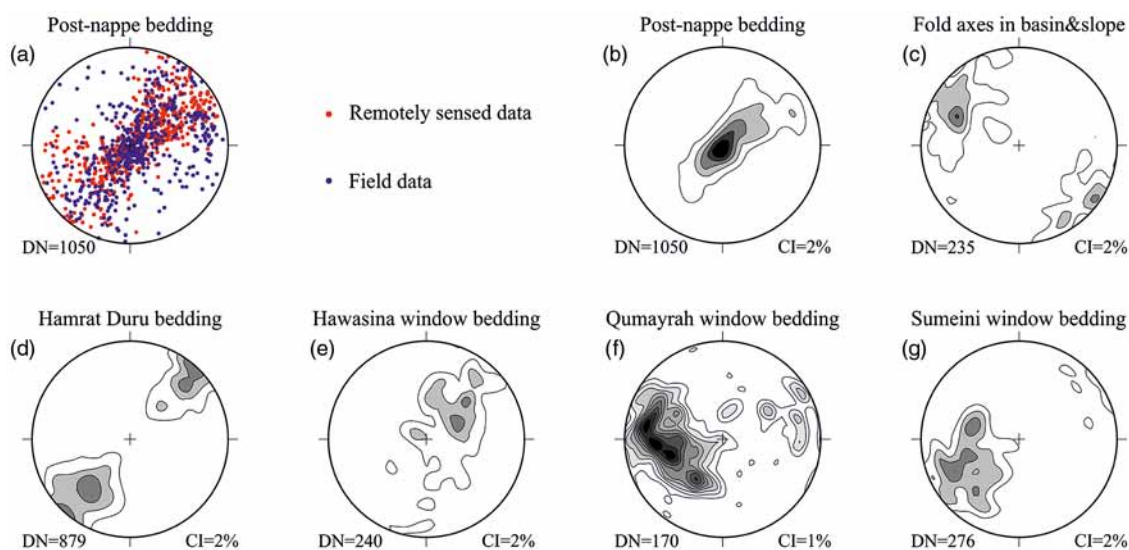 Post-nappe bedding
(a)
Remotely sensed data
Field data
DN=1050
Post-nappe bedding
(b)
DN=1050 CI=2%
Fold axes in basin&slope
(c)
DN=235 CI=2%
Hamrat Duru bedding
(d)
DN=879 CI=2%
Hawasina window bedding
(e)
DN=240 CI=2%
Qumayrah window bedding
(f)
DN=170 CI=1%
Sumeini window bedding
(g)
DN=276 CI=2%